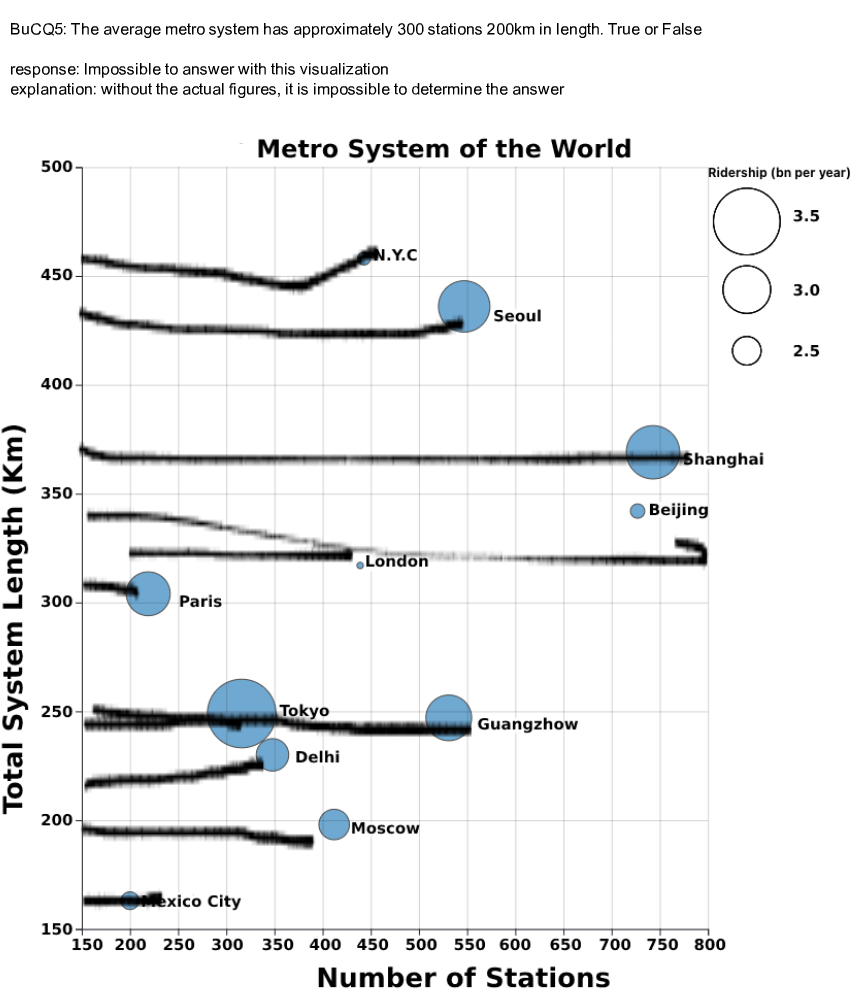 BuCQ5: The average metro system has approximately 300 stations 200km in length. True or False
response: Impossible to answer with this visualization
explanation: without the actual figures, it is impossible to determine the answer
Metro System of the World
Ridership (bn per year)
3.5
3.0
2.5
Total System Length (Km)
500
450
400
350
300
250
200
150
N.Y.C
Seoul
Shanghai
Beijing
London
Paris
Tokyo
Guangzhow
Delhi
Moscow
Mexico City
150 200 250 300 350 400 450 500 550 600 650 700 750 800
Number of Stations